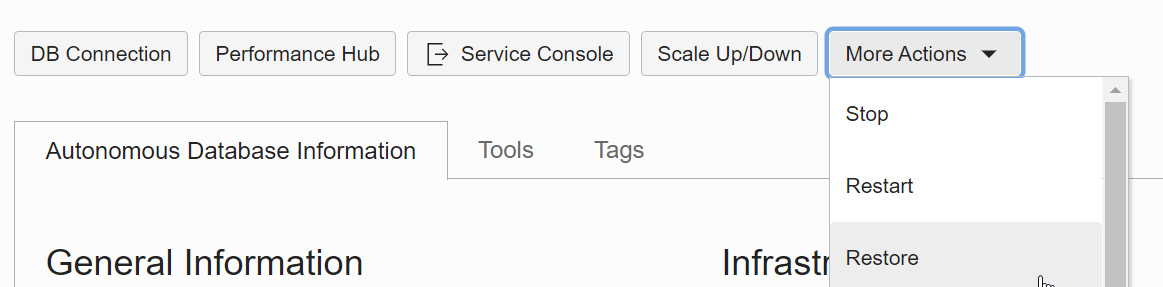 DB Connection Performance Hub Service Console Scale Up/Down More Actions
Stop
Autonomous Database Information Tools Tags
Restart
General Information
Restore